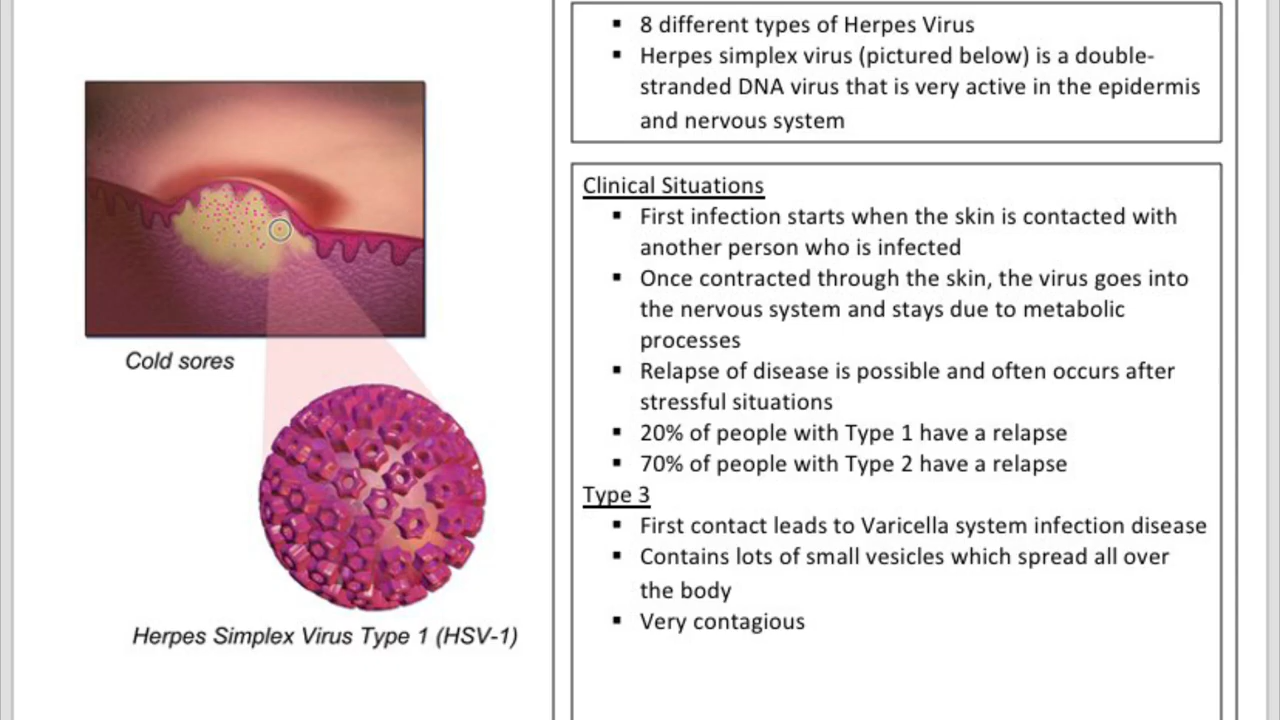 ▪ 8 different types of Herpes Virus
▪ Herpes simplex virus (pictured below) is a double-
stranded DNA virus that is very active in the epidermis
and nervous system
Cold sores
Herpes Simplex Virus Type 1 (HSV-1)
Clinical Situations
▪ First infection starts when the skin is contacted with
another person who is infected
▪ Once contracted through the skin, the virus goes into
the nervous system and stays due to metabolic
processes
▪ Relapse of disease is possible and often occurs after
stressful situations
▪ 20% of people with Type 1 have a relapse
▪ 70% of people with Type 2 have a relapse
Type 3
▪ First contact leads to Varicella system infection disease
▪ Contains lots of small vesicles which spread all over
the body
▪ Very contagious